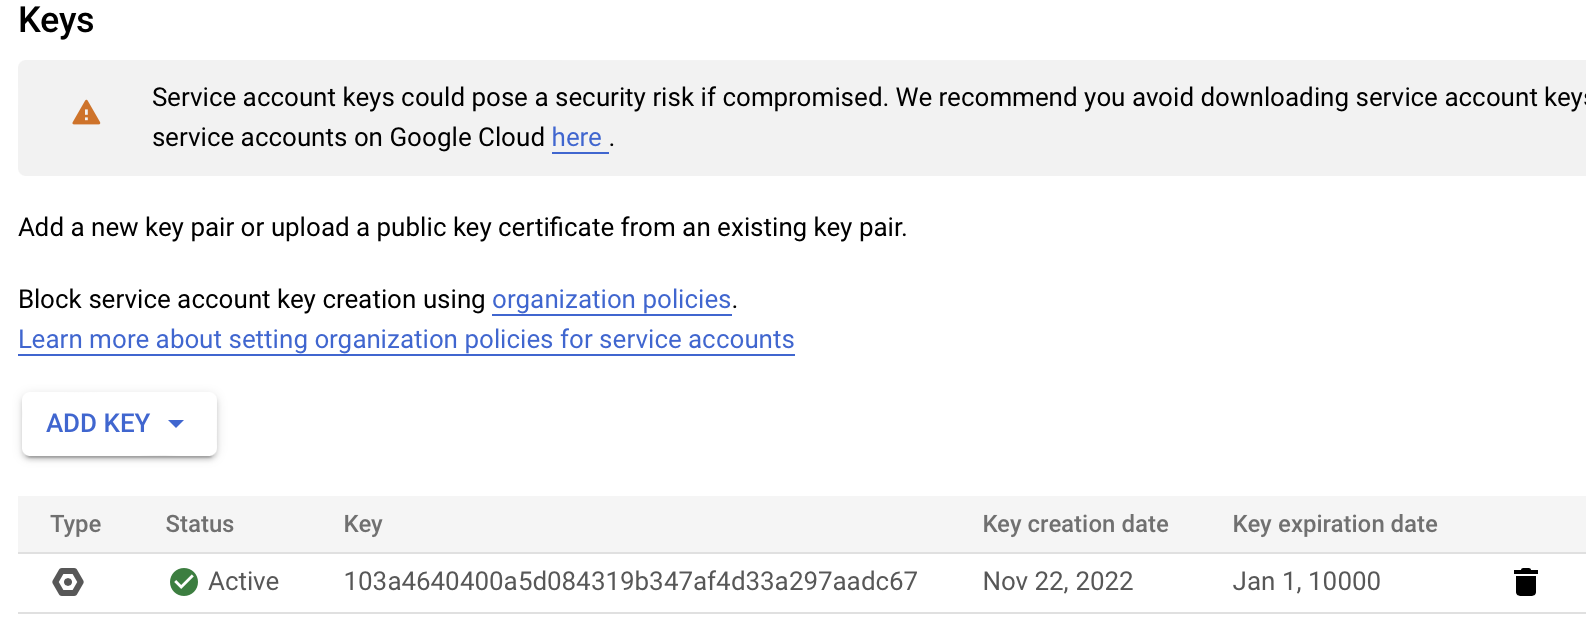 Keys
Service account keys could pose a security risk if compromised. We recommend you avoid downloading service account keys
service accounts on Google Cloud here .
Add a new key pair or upload a public key certificate from an existing key pair.
Block service account key creation using organization policies.
Learn more about setting organization policies for service accounts
ADD KEY
Type Status Key Key creation date Key expiration date
Active 103a4640400a5d084319b347af4d33a297aadc67 Nov 22, 2022 Jan 1, 10000